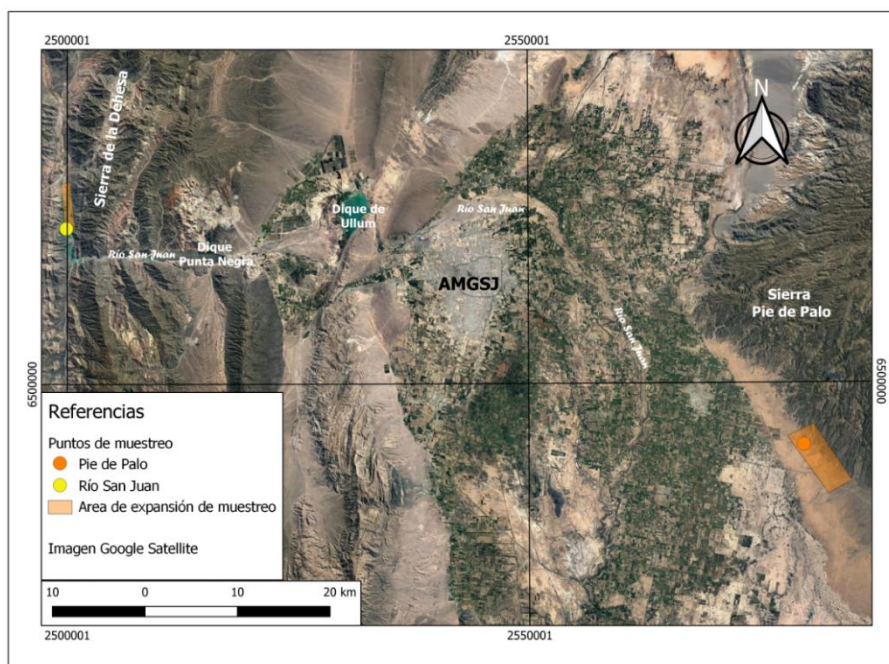 2500001
2550001
N
Sierra de la Dehesa
Dique de
Ullum
Río San Juan
Río San Juan
Dique
Punta Negra
AMGSJ
Sierra
Pie de Palo
Río San Juan
6500000
6500000
Referencias
Puntos de muestreo
Pie de Palo
Río San Juan
Area de expansión de muestreo
Imagen Google Satellite
10 0 10 20 km
2500001
2550001